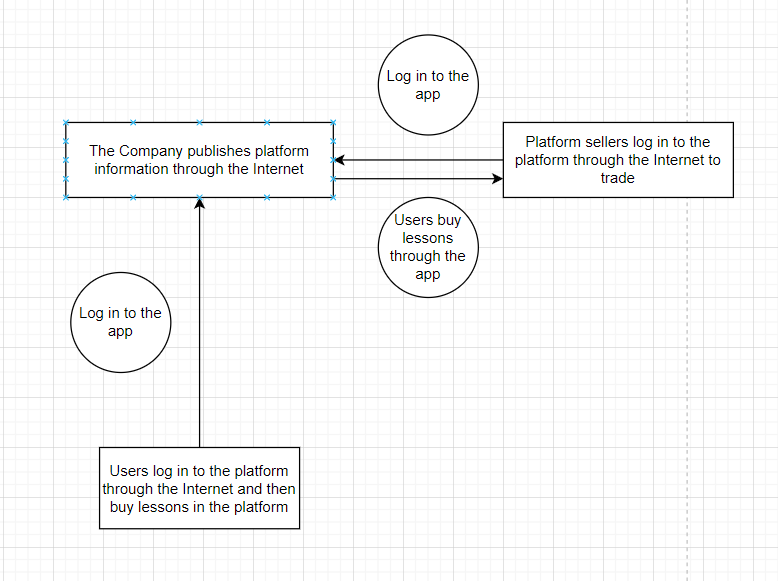 Log in to the
app
The Company publishes platform
information through the Internet
Platform sellers log in to the
platform through the Internet to
trade
Users buy
lessons
through the
app
Log in to the
app
Users log in to the platform
through the Internet and then
buy lessons in the platform